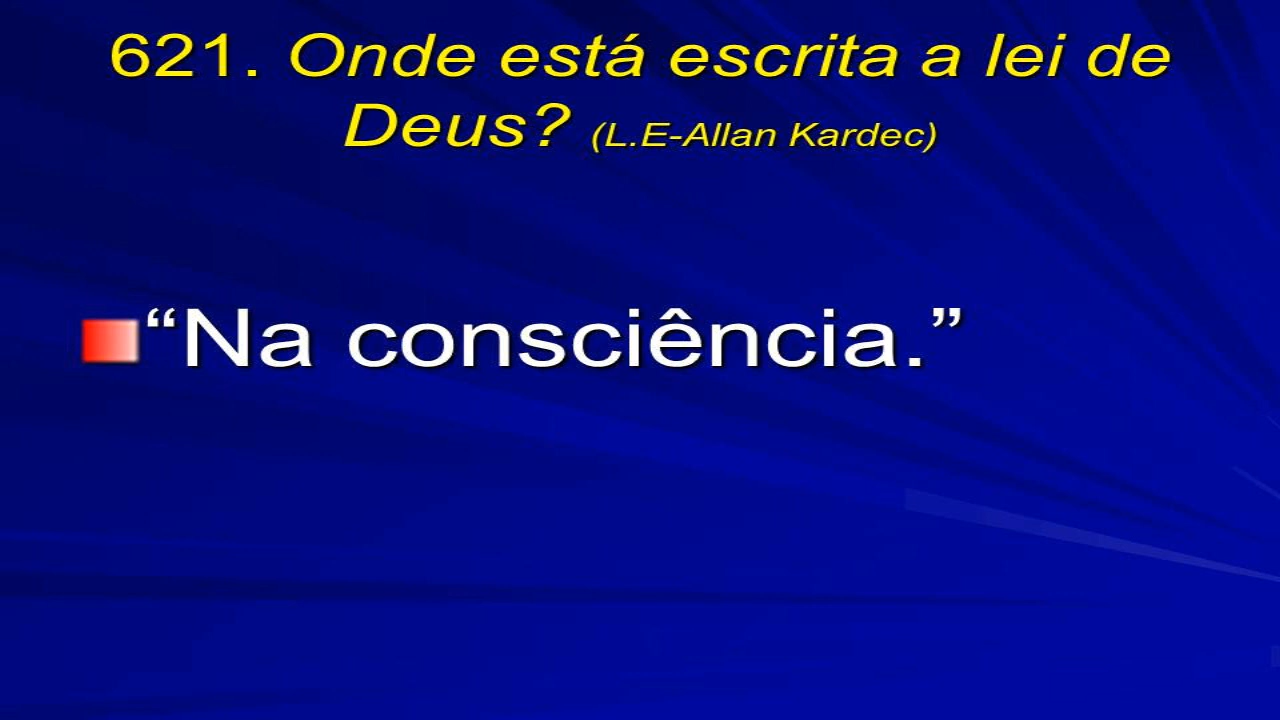 621. Onde está escrita a lei de
Deus? (L.E-Allan Kardec)
“Na consciência.”